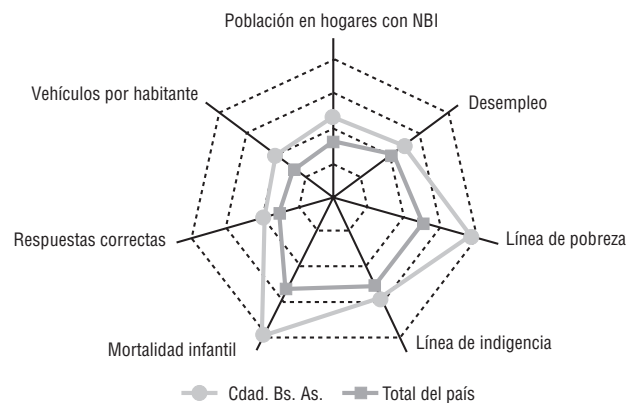 Población en hogares con NBI
Vehículos por habitante
Desempleo
Respuestas correctas
Línea de pobreza
Mortalidad infantil
Línea de indigencia
Cdad. Bs. As.
Total del país